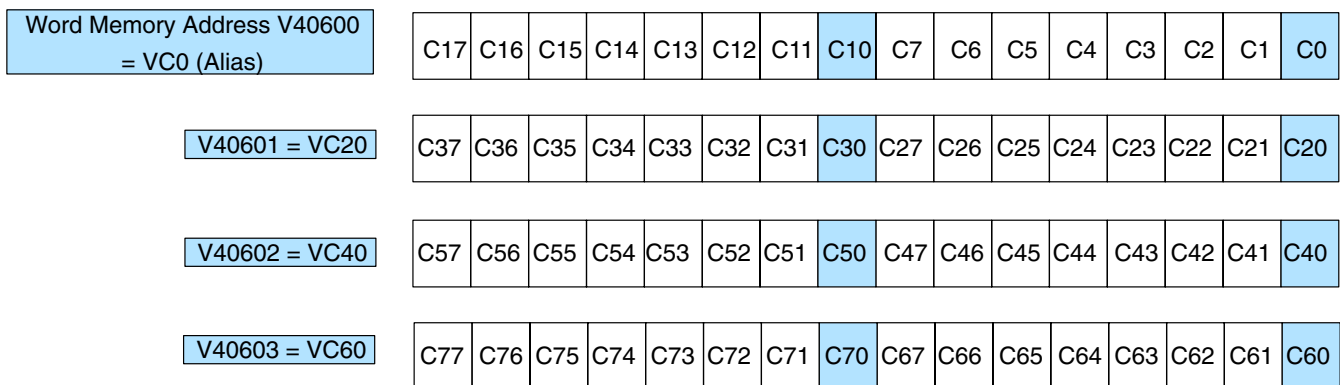 Word Memory Address V40600
= VC0 (Alias)
C17 C16 C15 C14 C13 C12 C11 C10 C7 C6 C5 C4 C3 C2 C1 C0
V40601 = VC20
C37 C36 C35 C34 C33 C32 C31 C30 C27 C26 C25 C24 C23 C22 C21 C20
V40602 = VC40
C57 C56 C55 C54 C53 C52 C51 C50 C47 C46 C45 C44 C43 C42 C41 C40
V40603 = VC60
C77 C76 C75 C74 C73 C72 C71 C70 C67 C66 C65 C64 C63 C62 C61 C60